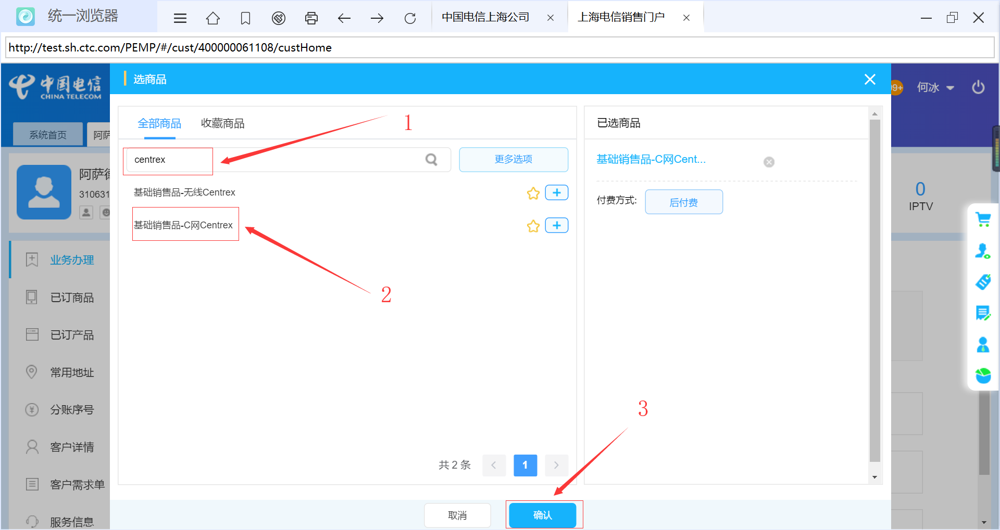 统一浏览器
中国电信上海公司
上海电信销售门户
http://test.sh.ctc.com/PEMP/#/cust/400000061108/custHome
中国电信
CHINA TELECOM
选商品
9+
何冰
系统首页
阿萨
全部商品
收藏商品
1
已选商品
centrex
更多选项
基础销售品-C网Cent...
阿萨德
310631
基础销售品-无线Centrex
付费方式:
后付费
0
IPTV
基础销售品-C网Centrex
2
业务办理
已订商品
已订产品
常用地址
分账序号
客户详情
客户需求单
服务信息
3
共 2 条
1
取消
确认